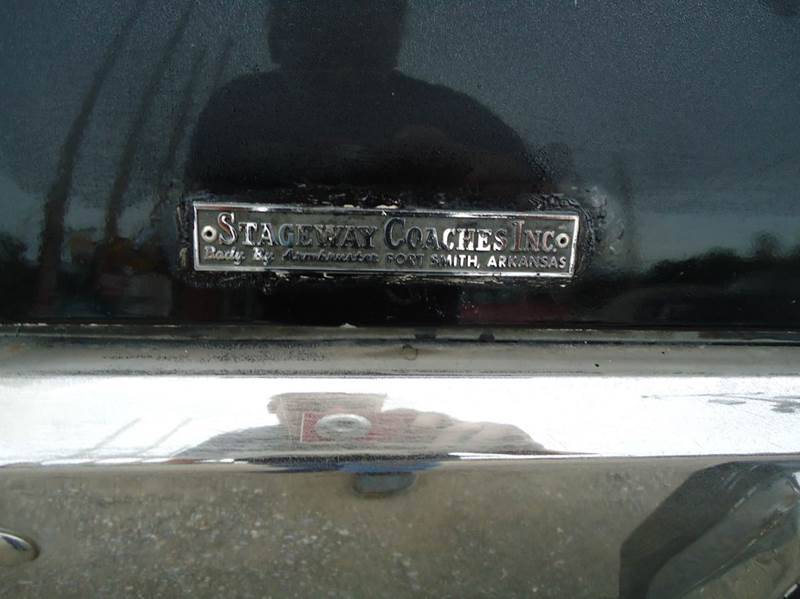 STAGEWAY COACHES INC.
Body By Armbruster FORT SMITH, ARKANSAS